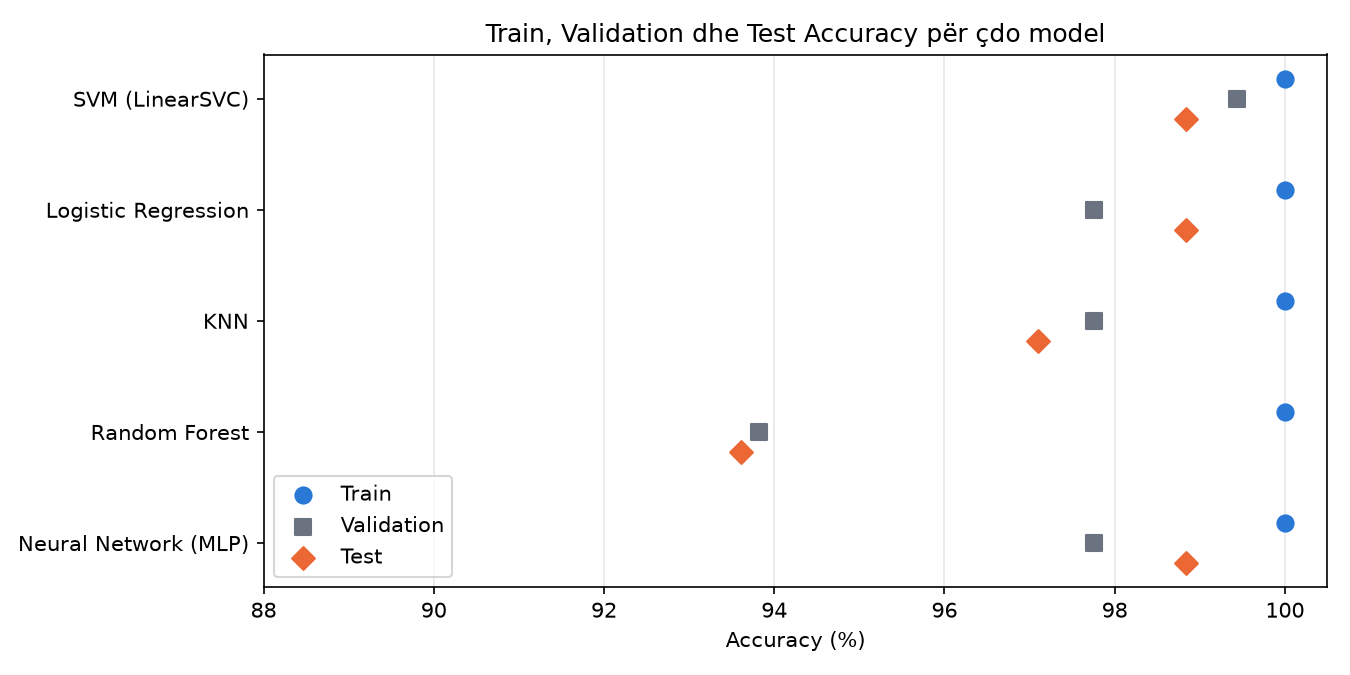 Train, Validation dhe Test Accuracy për çdo model
SVM (LinearSVC)
Logistic Regression
KNN
Random Forest
Neural Network (MLP)
Train
Validation
Test
88 90 92 94 96 98 100
Accuracy (%)